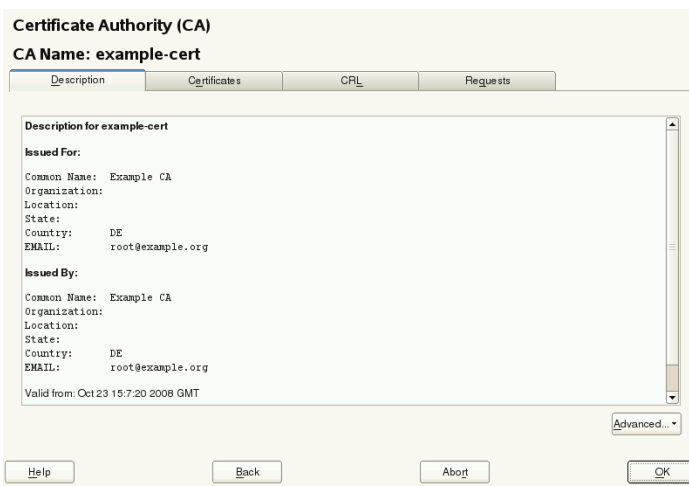 Certificate Authority (CA)
CA Name: example-cert
Description Certificates CRL Requests
Description for example-cert
Issued For:
Common Name: Example CA
Organization:
Location:
State:
Country: DE
EMAIL: root@example.org
Issued By:
Common Name: Example CA
Organization:
Location:
State:
Country: DE
EMAIL: root@example.org
Valid from: Oct 23 15:7:20 2008 GMT
Advanced...
Help Back Abort OK